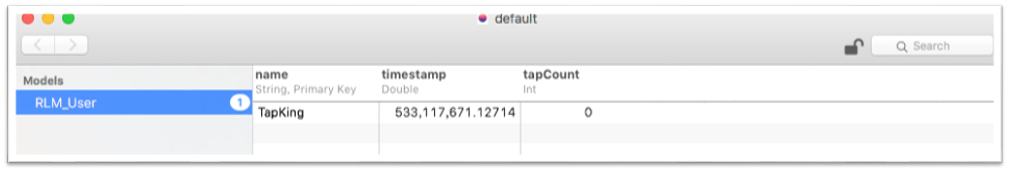 default
Search
Models
RLM_User 1
name timestamp tapCount
String, Primary Key Double Int
TapKing 533,117,671.12714 0